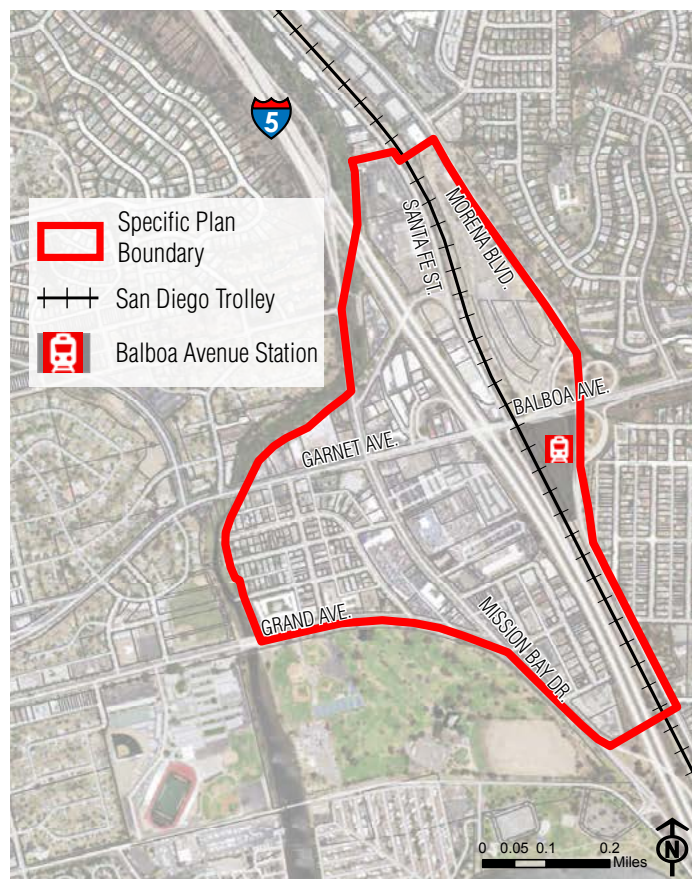 5
Specific Plan
Boundary
San Diego Trolley
Balboa Avenue Station
SANTA FE ST.
MORENA BLVD.
BALBOA AVE.
GARNET AVE.
GRAND AVE.
MISSION BAY DR.
0 0.05 0.1 0.2
Miles
N